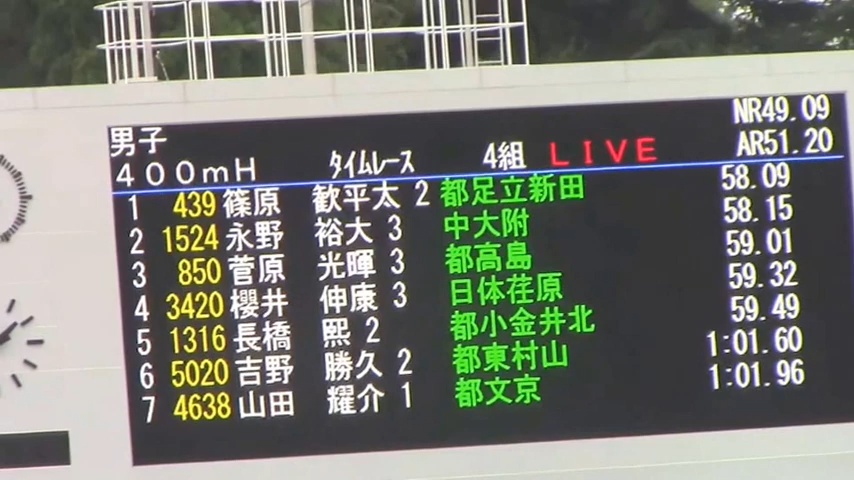 男子 NR49.09
400mH タイムレース 4組 LIVE AR51.20
1 439 篠原 歓平太 2 都足立新田 58.09
2 1524 永野 裕大 3 中大附 58.15
3 850 菅原 光暉 3 都高島 59.01
4 3420 櫻井 伸康 3 日体荏原 59.32
5 1316 長橋 熙 2 都小金井北 59.49
6 5020 吉野 勝久 2 都東村山 1:01.60
7 4638 山田 耀介 1 都文京 1:01.96